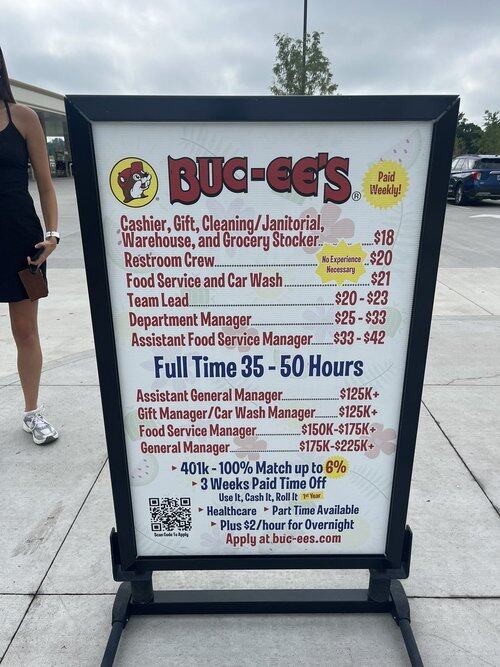 BUC-EE'S®
Paid Weekly!
Cashier, Gift, Cleaning/Janitorial,
Warehouse, and Grocery Stocker........$18
No Experience Necessary
Restroom Crew........$20
Food Service and Car Wash........$21
Team Lead........$20 - $23
Department Manager........$25 - $33
Assistant Food Service Manager........$33 - $42
Full Time 35 - 50 Hours
Assistant General Manager........$125K+
Gift Manager/Car Wash Manager........$125K+
Food Service Manager........$150K-$175K+
General Manager........$175K-$225K+
‣ 401k - 100% Match up to 6%
‣ 3 Weeks Paid Time Off
Use It, Cash It, Roll It 1st Year
‣ Healthcare ‣ Part Time Available
‣ Plus $2/hour for Overnight
Scan Code To Apply
Apply at buc-ees.com